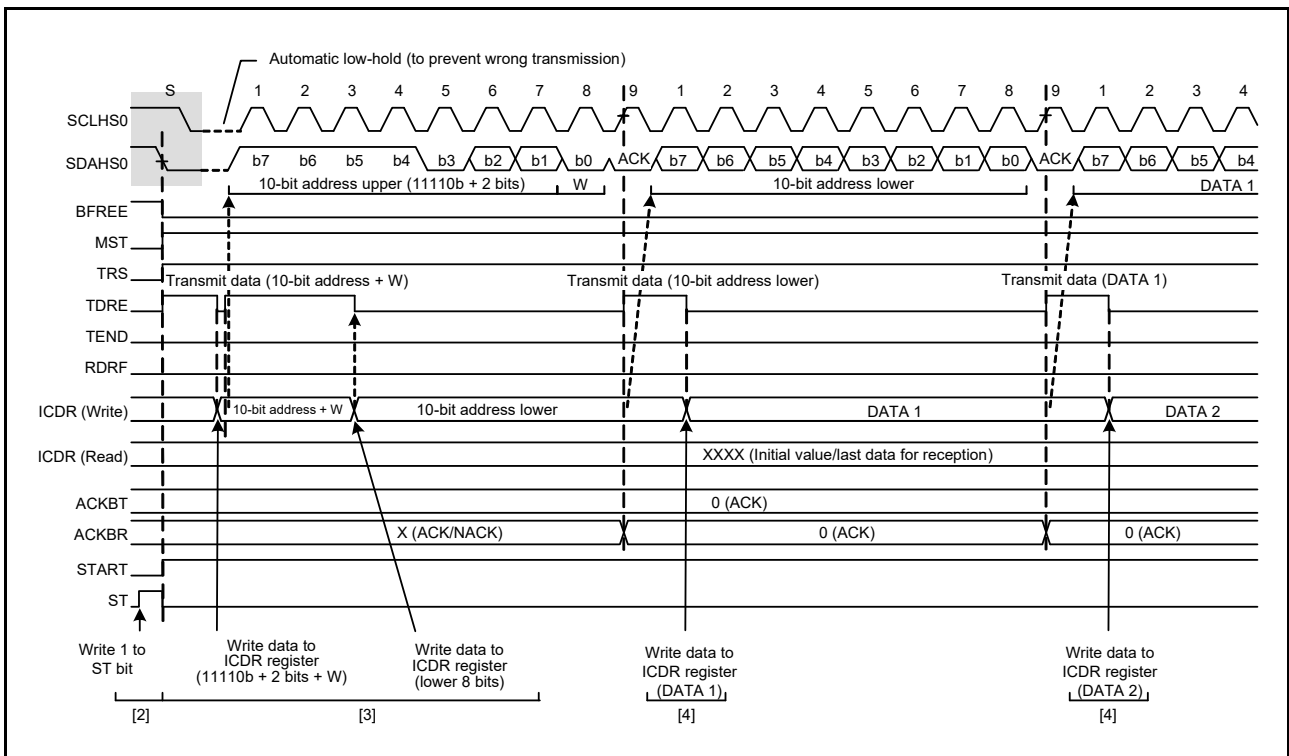 Automatic low-hold (to prevent wrong transmission)
S 1 2 3 4 5 6 7 8 9 1 2 3 4 5 6 7 8 9 1 2 3 4
SCLHS0
SDAHS0 b7 b6 b5 b4 b3 b2 b1 b0 ACK b7 b6 b5 b4 b3 b2 b1 b0 ACK b7 b6 b5 b4
10-bit address upper (11110b + 2 bits) W 10-bit address lower DATA 1
BFREE
MST
TRS
Transmit data (10-bit address + W) Transmit data (10-bit address lower) Transmit data (DATA 1)
TDRE
TEND
RDRF
ICDR (Write) 10-bit address + W 10-bit address lower DATA 1 DATA 2
ICDR (Read) XXXX (Initial value/last data for reception)
ACKBT 0 (ACK)
ACKBR X (ACK/NACK) 0 (ACK) 0 (ACK)
START
ST
Write 1 to
ST bit
Write data to
ICDR register
(11110b + 2 bits + W)
Write data to
ICDR register
(lower 8 bits)
Write data to
ICDR register
(DATA 1)
Write data to
ICDR register
(DATA 2)
[2] [3] [4] [4]